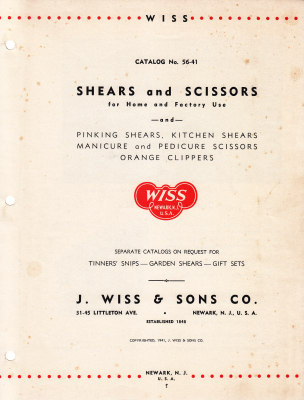 WISS
CATALOG No. 56-41
SHEARS and SCISSORS
for Home and Factory Use
—and—
PINKING SHEARS, KITCHEN SHEARS
MANICURE and PEDICURE SCISSORS
ORANGE CLIPPERS
WISS
NEWARK, N.J.
U.S.A.
SEPARATE CATALOGS ON REQUEST FOR
TINNERS' SNIPS — GARDEN SHEARS — GIFT SETS
J. WISS & SONS CO.
51-45 LITTLETON AVE. • NEWARK, N. J., U. S. A.
ESTABLISHED 1848
COPYRIGHTED, 1941, J. WISS & SONS CO.
NEWARK, N. J.
U. S. A.